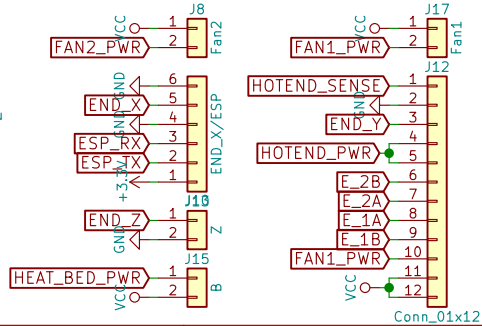 J8
VCC 1
FAN2_PWR 2
Fan2
GND 6
END_X 5
GND 4
ESP_RX 3
ESP_TX 2
+3.3V 1
END_X/ESP
END_Z 1
GND 2
Z
J15
HEAT_BED_PWR 1
VCC 2
B
J17
VCC 1
FAN1_PWR 2
Fan1
J12
HOTEND_SENSE 1
GND 2
END_Y 3
HOTEND_PWR 4
5
E_2B 6
E_2A 7
E_1A 8
E_1B 9
FAN1_PWR 10
11
VCC 12
Conn_01x12